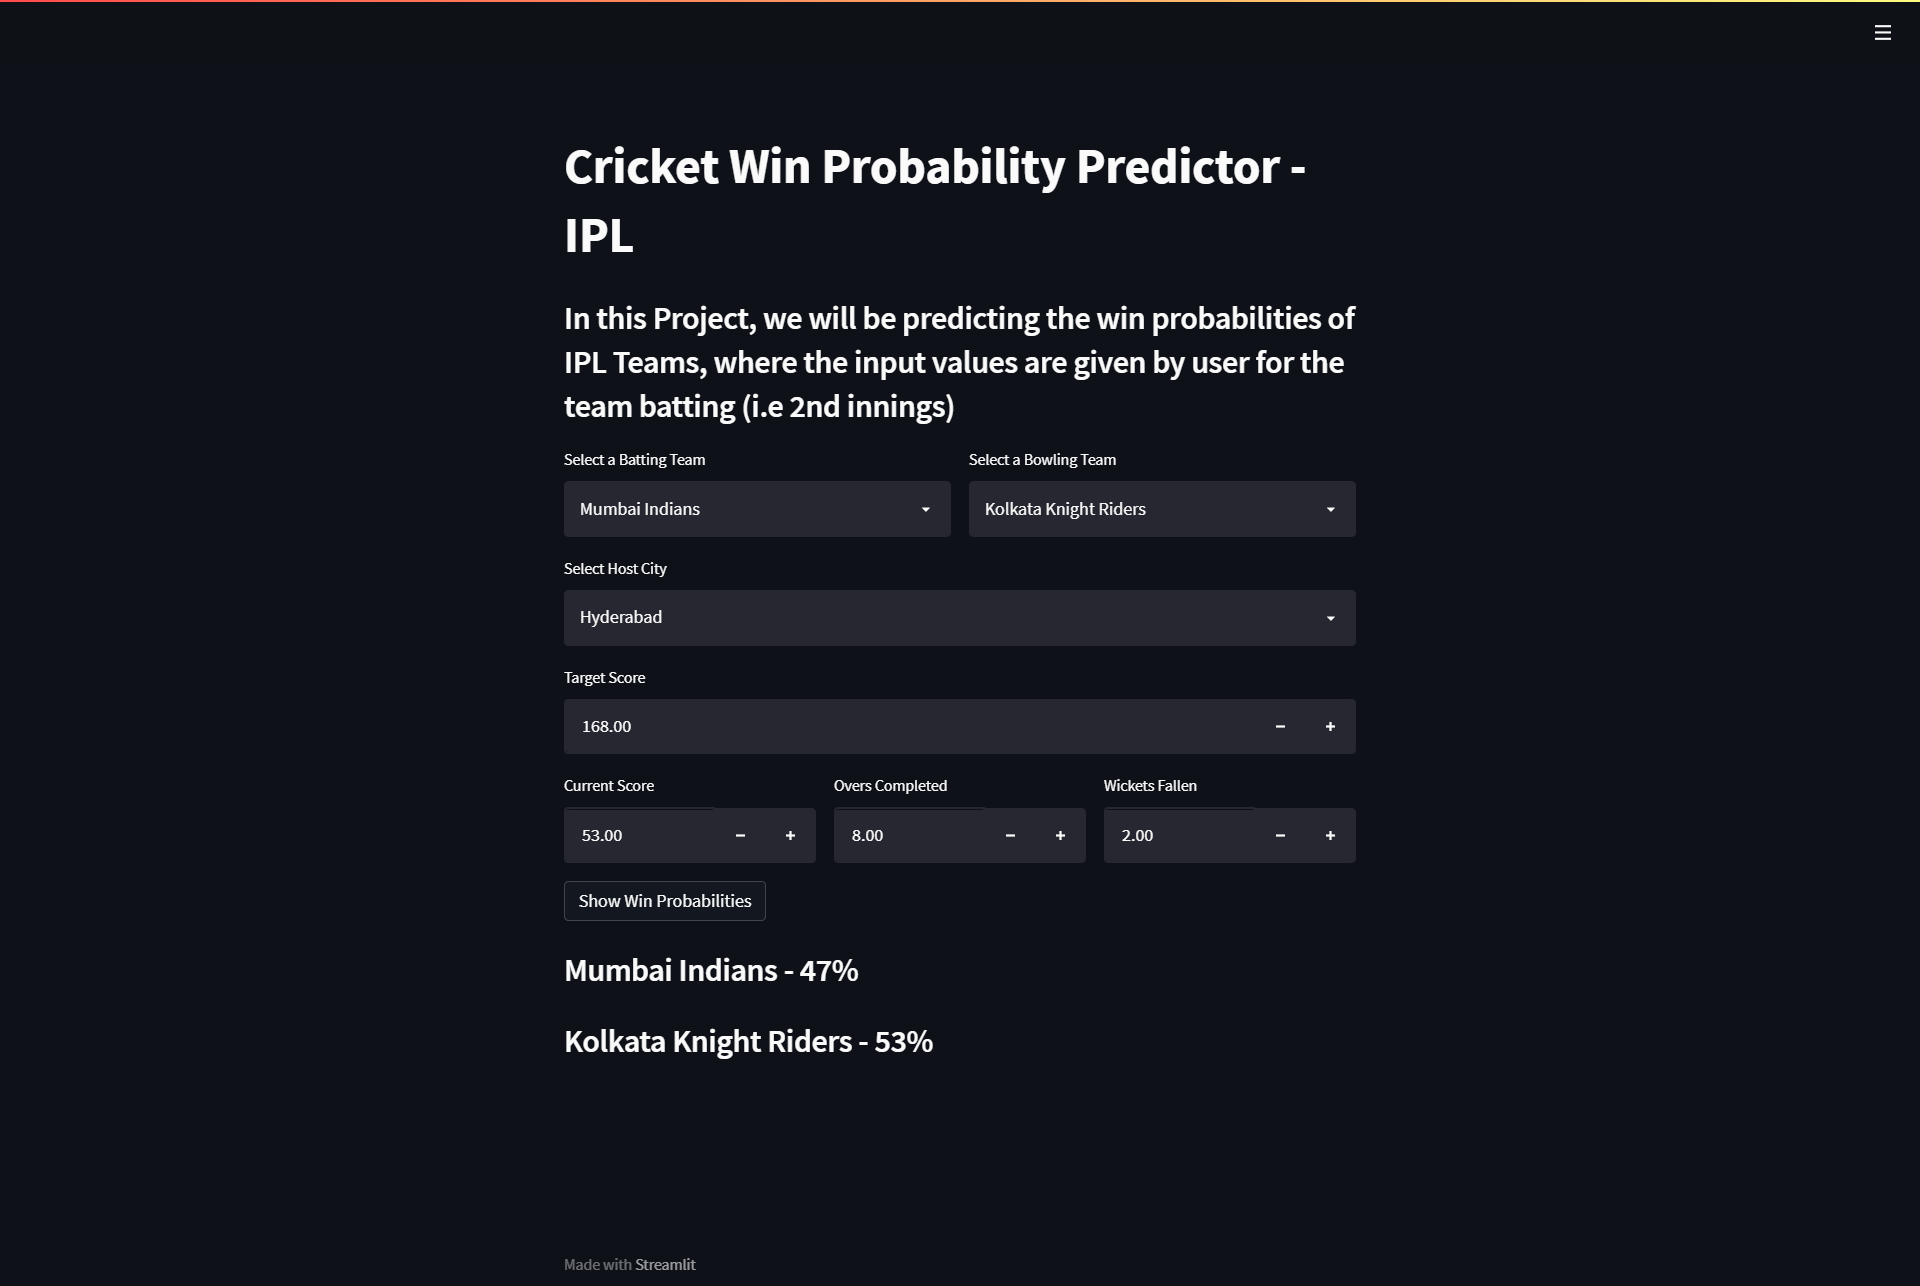 Cricket Win Probability Predictor -
IPL
In this Project, we will be predicting the win probabilities of
IPL Teams, where the input values are given by user for the
team batting (i.e 2nd innings)
Select a Batting Team
Mumbai Indians
Select a Bowling Team
Kolkata Knight Riders
Select Host City
Hyderabad
Target Score
168.00
Current Score
53.00
Overs Completed
8.00
Wickets Fallen
2.00
Show Win Probabilities
Mumbai Indians - 47%
Kolkata Knight Riders - 53%
Made with Streamlit